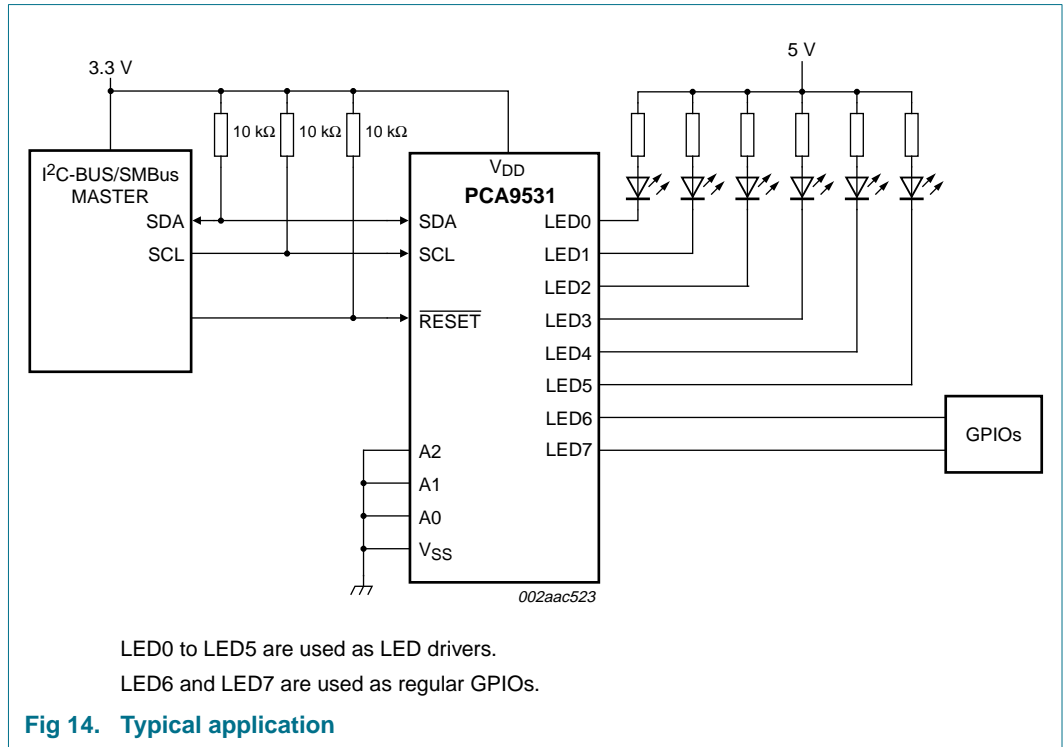 3.3 V
5 V
10 kΩ
10 kΩ
10 kΩ
I2C-BUS/SMBus
MASTER
SDA
SCL
VDD
PCA9531
SDA
SCL
RESET
A2
A1
A0
VSS
LED0
LED1
LED2
LED3
LED4
LED5
LED6
LED7
GPIOs
002aac523
LED0 to LED5 are used as LED drivers.
LED6 and LED7 are used as regular GPIOs.
Fig 14. Typical application